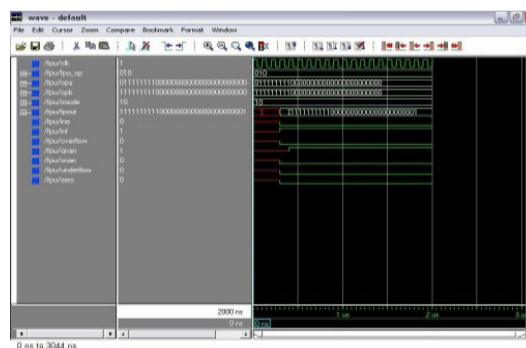 wave - default
File Edit Cursor Zoom Compare Bookmark Format Window
/fpu/clk 1
/fpu/fpu_op 010 010
/fpu/opa
/fpu/opb
/fpu/rmode 10 10
/fpu/fpout
/fpu/ine 0
/fpu/inf 1
/fpu/overflow 0
/fpu/qnan 1
/fpu/snan 0
/fpu/underflow 0
/fpu/zero 0
2000 ns 1 us 2 us
0 ns 0 ns
0 ns to 3044 ns